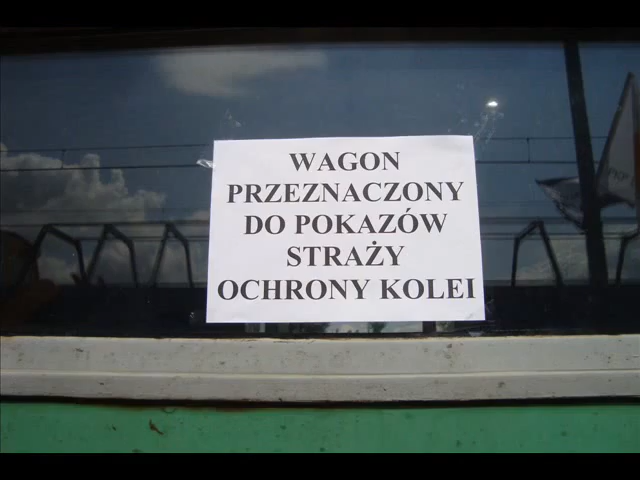 WAGON
PRZEZNACZONY
DO POKAZÓW
STRAŻY
OCHRONY KOLEI